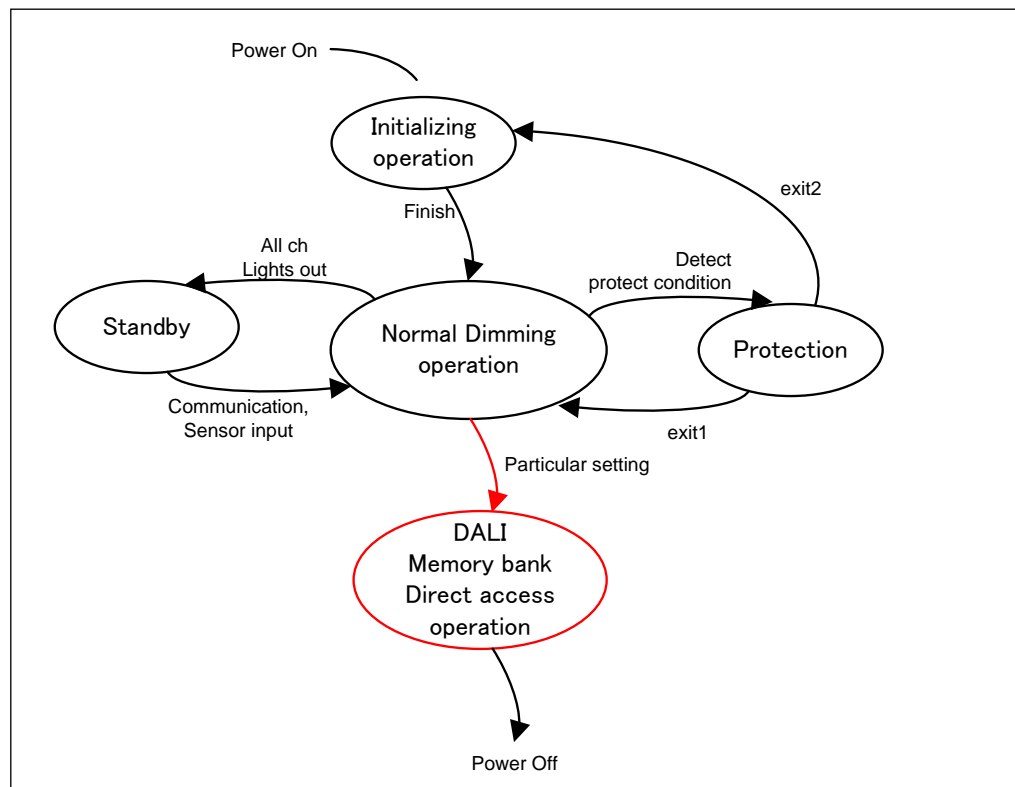 Power On
Initializing
operation
exit2
Finish
All ch
Lights out
Detect
protect condition
Standby
Normal Dimming
operation
Protection
Communication,
Sensor input
exit1
Particular setting
DALI
Memory bank
Direct access
operation
Power Off